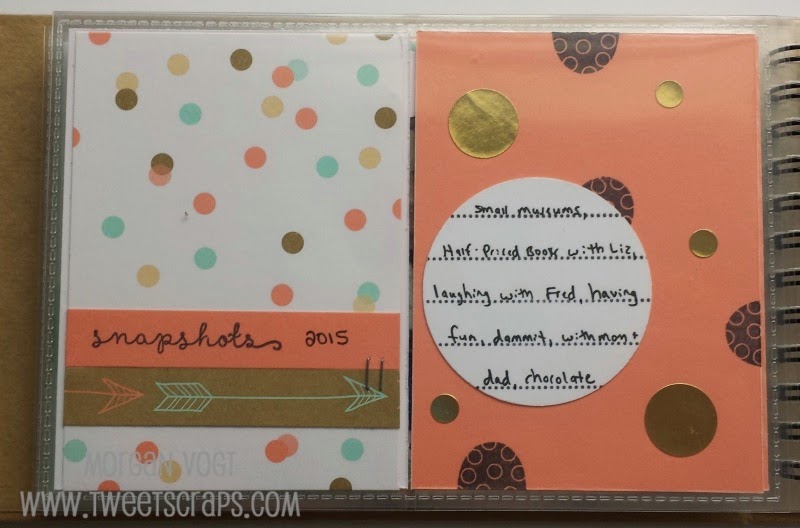 snapshots 2015
small museums,
Half-Priced Books with Liz,
laughing with Fred, having
fun, dammit, with mom +
dad, chocolate
Morgan Vogt
www.TweetScraps.com